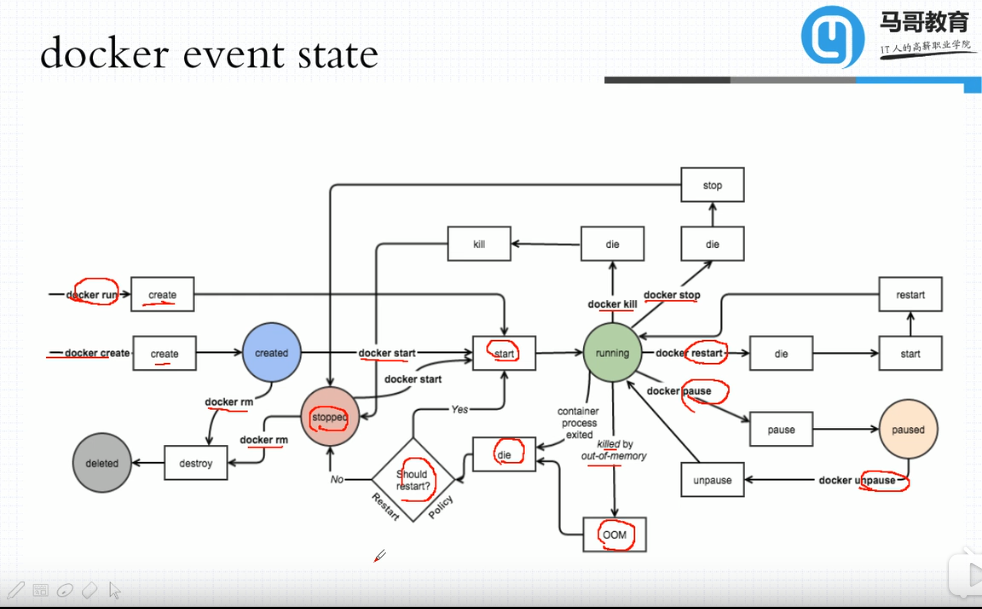 docker event state
马哥教育
IT人的高薪职业学院
stop
kill
die
die
docker run
create
docker kill
docker stop
restart
docker create
create
created
docker start
start
running
docker restart
die
start
docker start
docker pause
docker rm
stopped
Yes
container
process
exited
pause
paused
docker rm
killed by
out-of-memory
deleted
destroy
die
Should
restart?
No
Restart
Policy
unpause
docker unpause
OOM